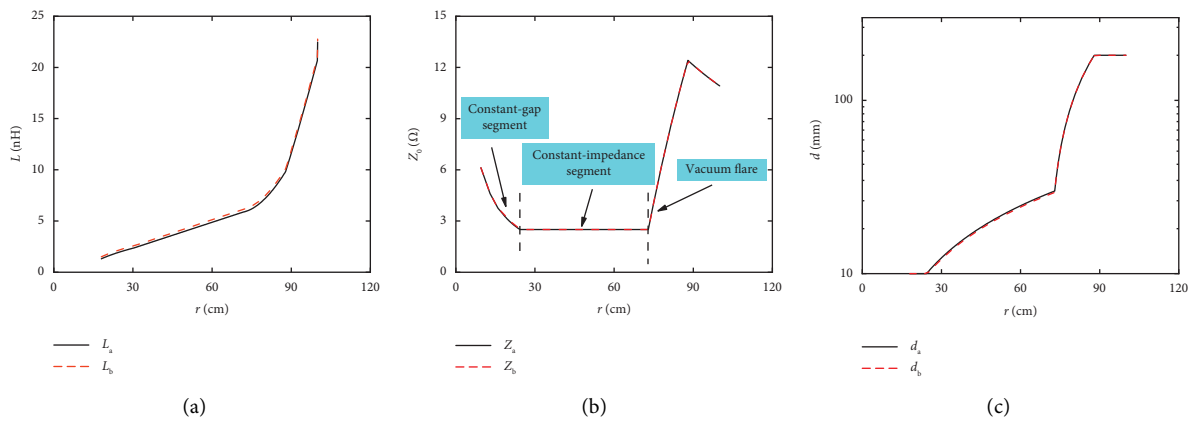 25
20
15
10
5
0
L (nH)
0
30
60
90
120
r (cm)
L_a
L_b
(a)
15
12
9
6
3
0
Z_0 (Ω)
Constant-gap
segment
Constant-impedance
segment
Vacuum flare
0
30
60
90
120
r (cm)
Z_a
Z_b
(b)
100
10
d (mm)
0
30
60
90
120
r (cm)
d_a
d_b
(c)